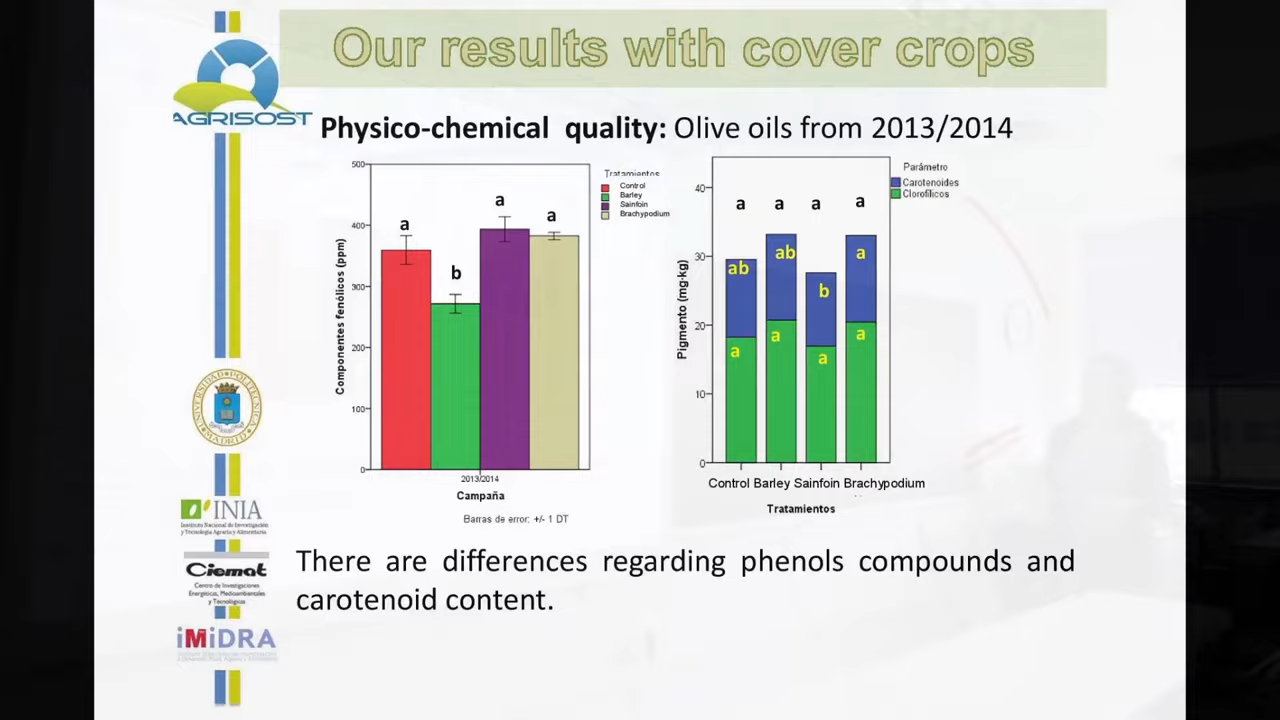 Our results with cover crops
AGRISOST
Physico-chemical quality: Olive oils from 2013/2014
500
400
300
200
100
0
Componentes fenólicos (ppm)
a
b
a
a
2013/2014
Campaña
Barras de error: +/- 1 DT
Tratamientos
Control
Barley
Sainfoin
Brachypodium
40
30
20
10
0
Pigmento (mg·kg)
a a a a
ab ab b a
a a a a
Control Barley Sainfoin Brachypodium
Tratamientos
Parámetro
Carotenoides
Clorofílicos
There are differences regarding phenols compounds and
carotenoid content.
UNIVERSIDAD POLITÉCNICA
MADRID
INIA
Instituto Nacional de Investigación
y Tecnología Agraria y Alimentaria
Ciemat
Centro de Investigaciones
Energéticas, Medioambientales
y Tecnológicas
iMiDRA